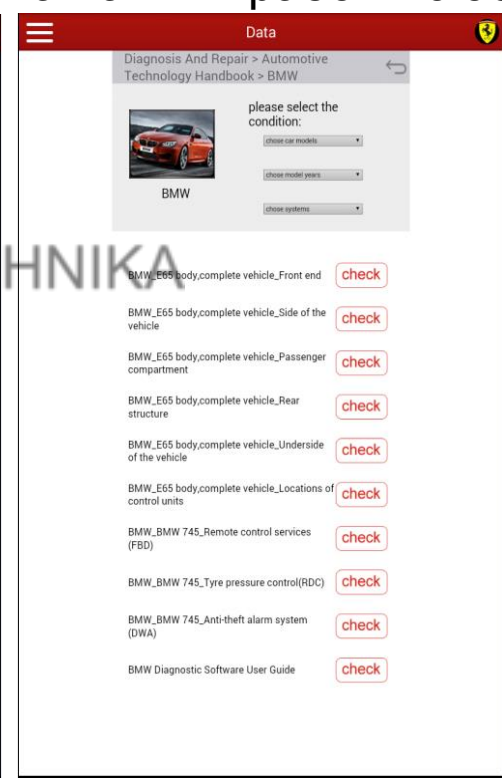 Data
Diagnosis And Repair > Automotive
Technology Handbook > BMW
please select the
condition:
chose car models
chose model years
BMW
chose systems
HNIKA
BMW_E65 body,complete vehicle_Front end
check
BMW_E65 body,complete vehicle_Side of the
vehicle
check
BMW_E65 body,complete vehicle_Passenger
compartment
check
BMW_E65 body,complete vehicle_Rear
structure
check
BMW_E65 body,complete vehicle_Underside
of the vehicle
check
BMW_E65 body,complete vehicle_Locations of
control units
check
BMW_BMW 745_Remote control services
(FBD)
check
BMW_BMW 745_Tyre pressure control(RDC)
check
BMW_BMW 745_Anti-theft alarm system
(DWA)
check
BMW Diagnostic Software User Guide
check